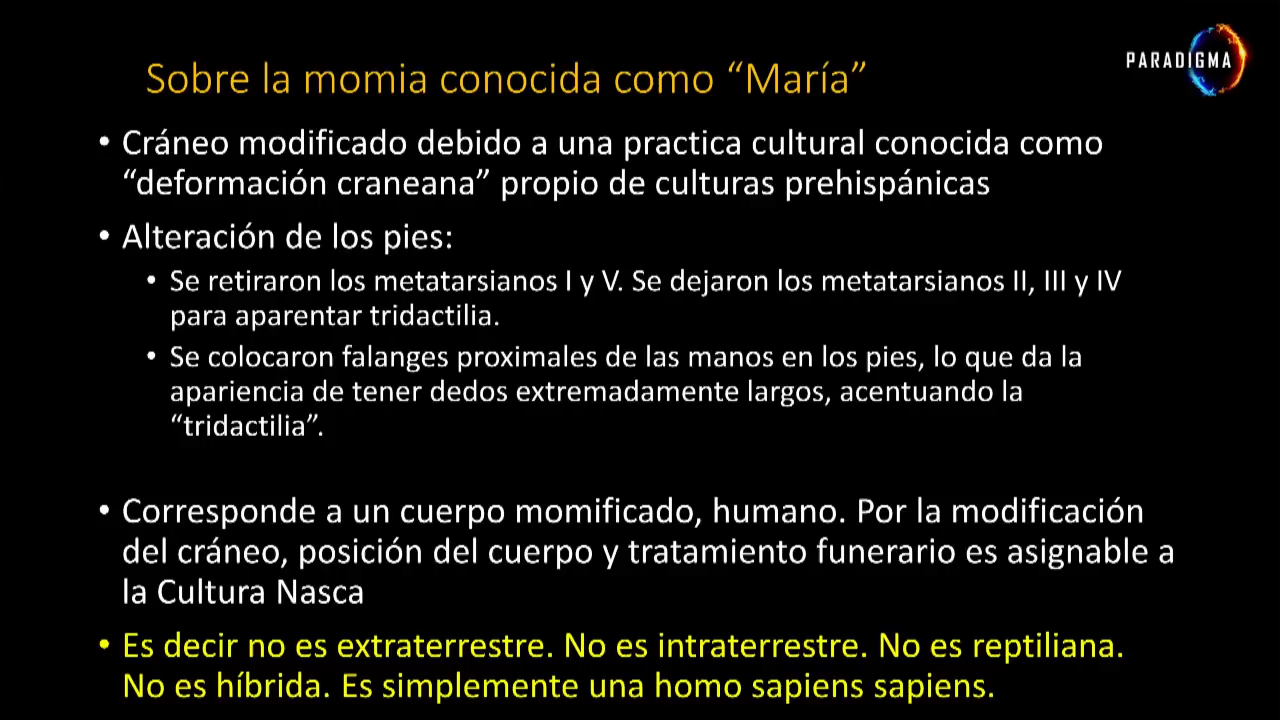 PARADIGMA
Sobre la momia conocida como “María”
• Cráneo modificado debido a una practica cultural conocida como
“deformación craneana” propio de culturas prehispánicas
• Alteración de los pies:
• Se retiraron los metatarsianos I y V. Se dejaron los metatarsianos II, III y IV
para aparentar tridactilia.
• Se colocaron falanges proximales de las manos en los pies, lo que da la
apariencia de tener dedos extremadamente largos, acentuando la
“tridactilia”.
• Corresponde a un cuerpo momificado, humano. Por la modificación
del cráneo, posición del cuerpo y tratamiento funerario es asignable a
la Cultura Nasca
• Es decir no es extraterrestre. No es intraterrestre. No es reptiliana.
No es híbrida. Es simplemente una homo sapiens sapiens.